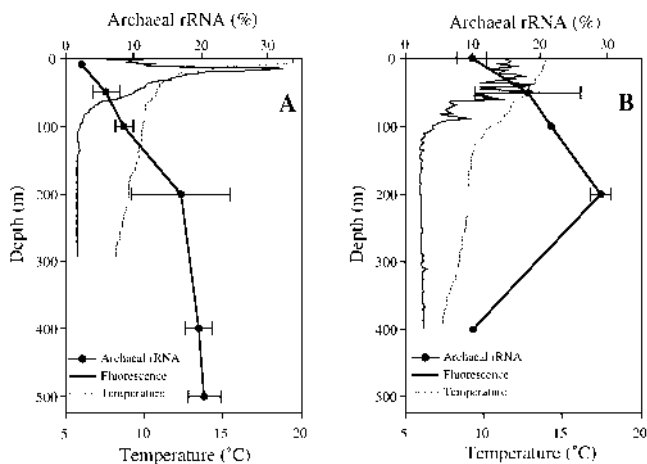 Archaeal rRNA (%)
0 10 20 30
A
Depth (m)
0
100
200
300
400
500
Archaeal rRNA
Fluorescence
Temperature
5 10 15 20
Temperature (°C)
Archaeal rRNA (%)
0 10 20 30
B
Depth (m)
0
100
200
300
400
500
Archaeal rRNA
Fluorescence
Temperature
5 10 15 20
Temperature (°C)